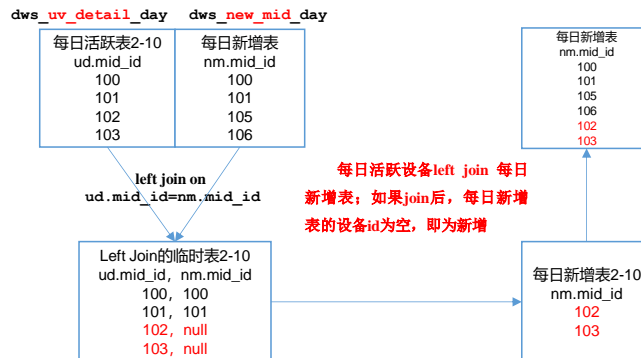 dws_uv_detail_day
dws_new_mid_day
每日活跃表2-10
ud.mid_id
100
101
102
103
每日新增表
nm.mid_id
100
101
105
106
每日新增表
nm.mid_id
100
101
105
106
102
103
left join on
ud.mid_id=nm.mid_id
每日活跃设备left join 每日
新增表；如果join后，每日新增
表的设备id为空，即为新增
Left Join的临时表2-10
ud.mid_id，nm.mid_id
100，100
101，101
102，null
103，null
每日新增表2-10
nm.mid_id
102
103